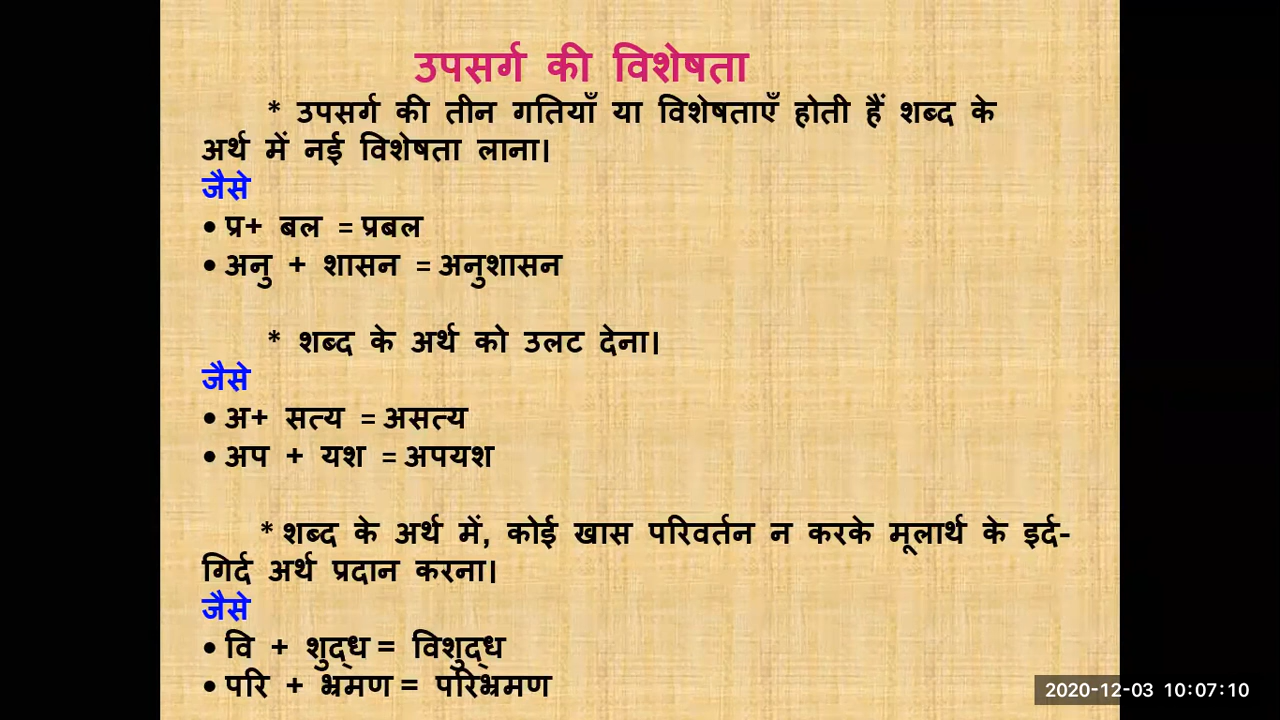 उपसर्ग की विशेषता
* उपसर्ग की तीन गतियाँ या विशेषताएँ होती हैं शब्द के
अर्थ में नई विशेषता लाना।
जैसे
• प्र+ बल = प्रबल
• अनु + शासन = अनुशासन
* शब्द के अर्थ को उलट देना।
जैसे
• अ+ सत्य = असत्य
• अप + यश = अपयश
* शब्द के अर्थ में, कोई खास परिवर्तन न करके मूलार्थ के इर्द-
गिर्द अर्थ प्रदान करना।
जैसे
• वि + शुद्ध = विशुद्ध
• परि + भ्रमण = परिभ्रमण
2020-12-03 10:07:10